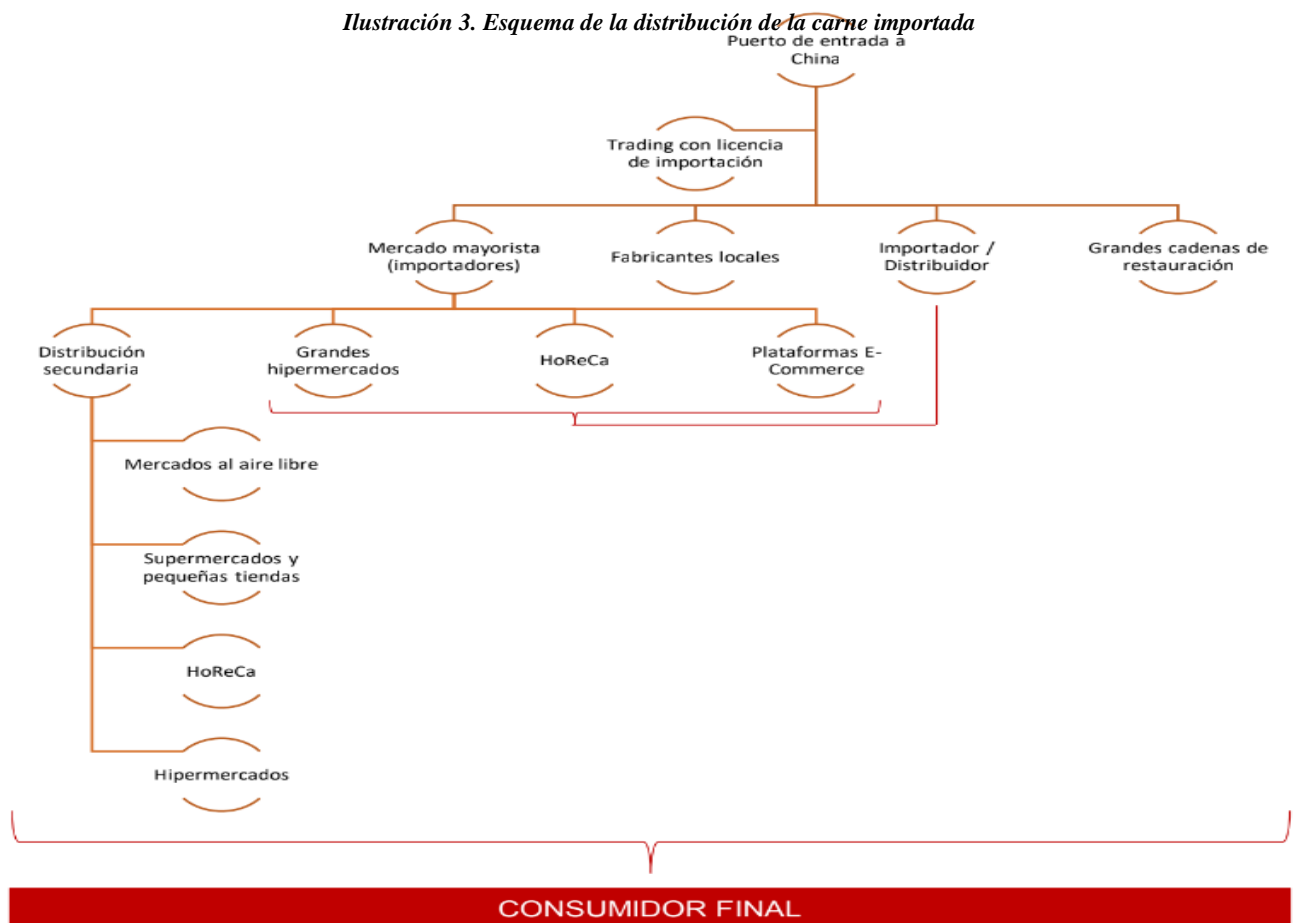 Ilustración 3. Esquema de la distribución de la carne importada
Puerto de entrada a
China
Trading con licencia
de importación
Mercado mayorista
(importadores)
Fabricantes locales
Importador /
Distribuidor
Grandes cadenas de
restauración
Distribución
secundaria
Grandes
hipermercados
HoReCa
Plataformas E-
Commerce
Mercados al aire libre
Supermercados y
pequeñas tiendas
HoReCa
Hipermercados
CONSUMIDOR FINAL